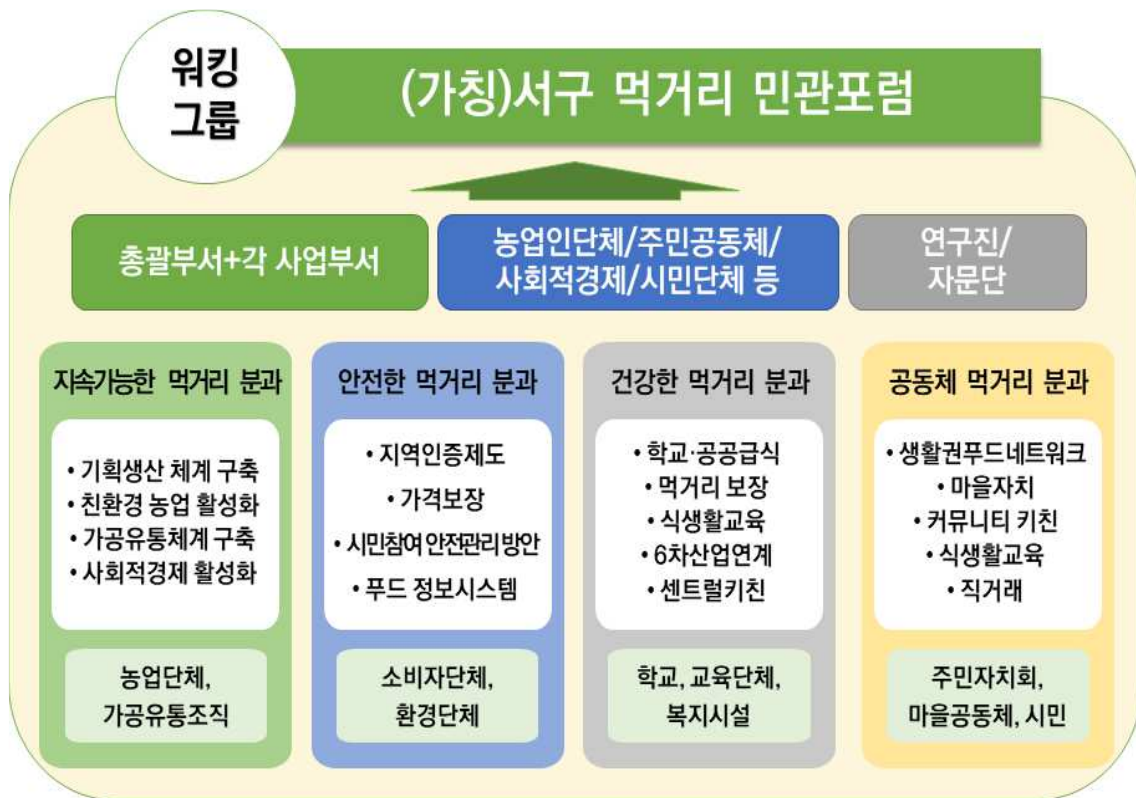 워킹
그룹
(가칭)서구 먹거리 민관포럼
총괄부서+각 사업부서
농업인단체/주민공동체/
사회적경제/시민단체 등
연구진/
자문단
지속가능한 먹거리 분과
• 기획생산 체계 구축
• 친환경 농업 활성화
• 가공유통체계 구축
• 사회적경제 활성화
농업단체,
가공유통조직
안전한 먹거리 분과
• 지역인증제도
• 가격보장
• 시민참여 안전관리 방안
• 푸드 정보시스템
소비자단체,
환경단체
건강한 먹거리 분과
• 학교·공공급식
• 먹거리 보장
• 식생활교육
• 6차산업연계
• 센트럴키친
학교, 교육단체,
복지시설
공동체 먹거리 분과
• 생활권푸드네트워크
• 마을자치
• 커뮤니티 키친
• 식생활교육
• 직거래
주민자치회,
마을공동체, 시민